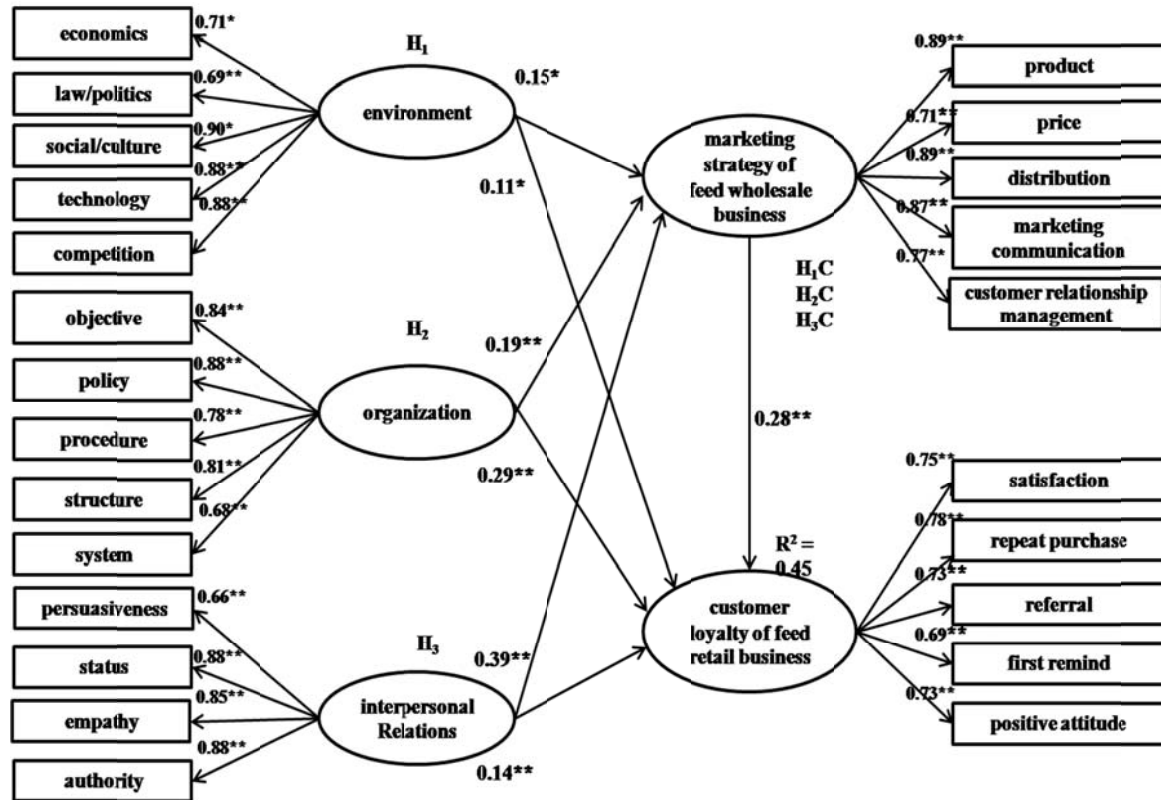 economics
0.71*
law/politics
0.69**
social/culture
0.90*
technology
0.88**
competition
0.88**
H₁
environment
0.15*
0.11*
objective
0.84**
policy
0.88**
procedure
0.78**
structure
0.81**
system
0.68**
H₂
organization
0.19**
0.29**
persuasiveness
0.66**
status
0.88**
empathy
0.85**
authority
0.88**
H₃
interpersonal
Relations
0.39**
0.14**
marketing
strategy of
feed wholesale
business
H₁C
H₂C
H₃C
0.28**
R² =
0.45
customer
loyalty of feed
retail business
0.89**
product
0.71**
price
0.89**
distribution
0.87**
marketing
communication
0.77**
customer relationship
management
0.75**
satisfaction
0.78**
repeat purchase
0.73**
referral
0.69**
first remind
0.73**
positive attitude